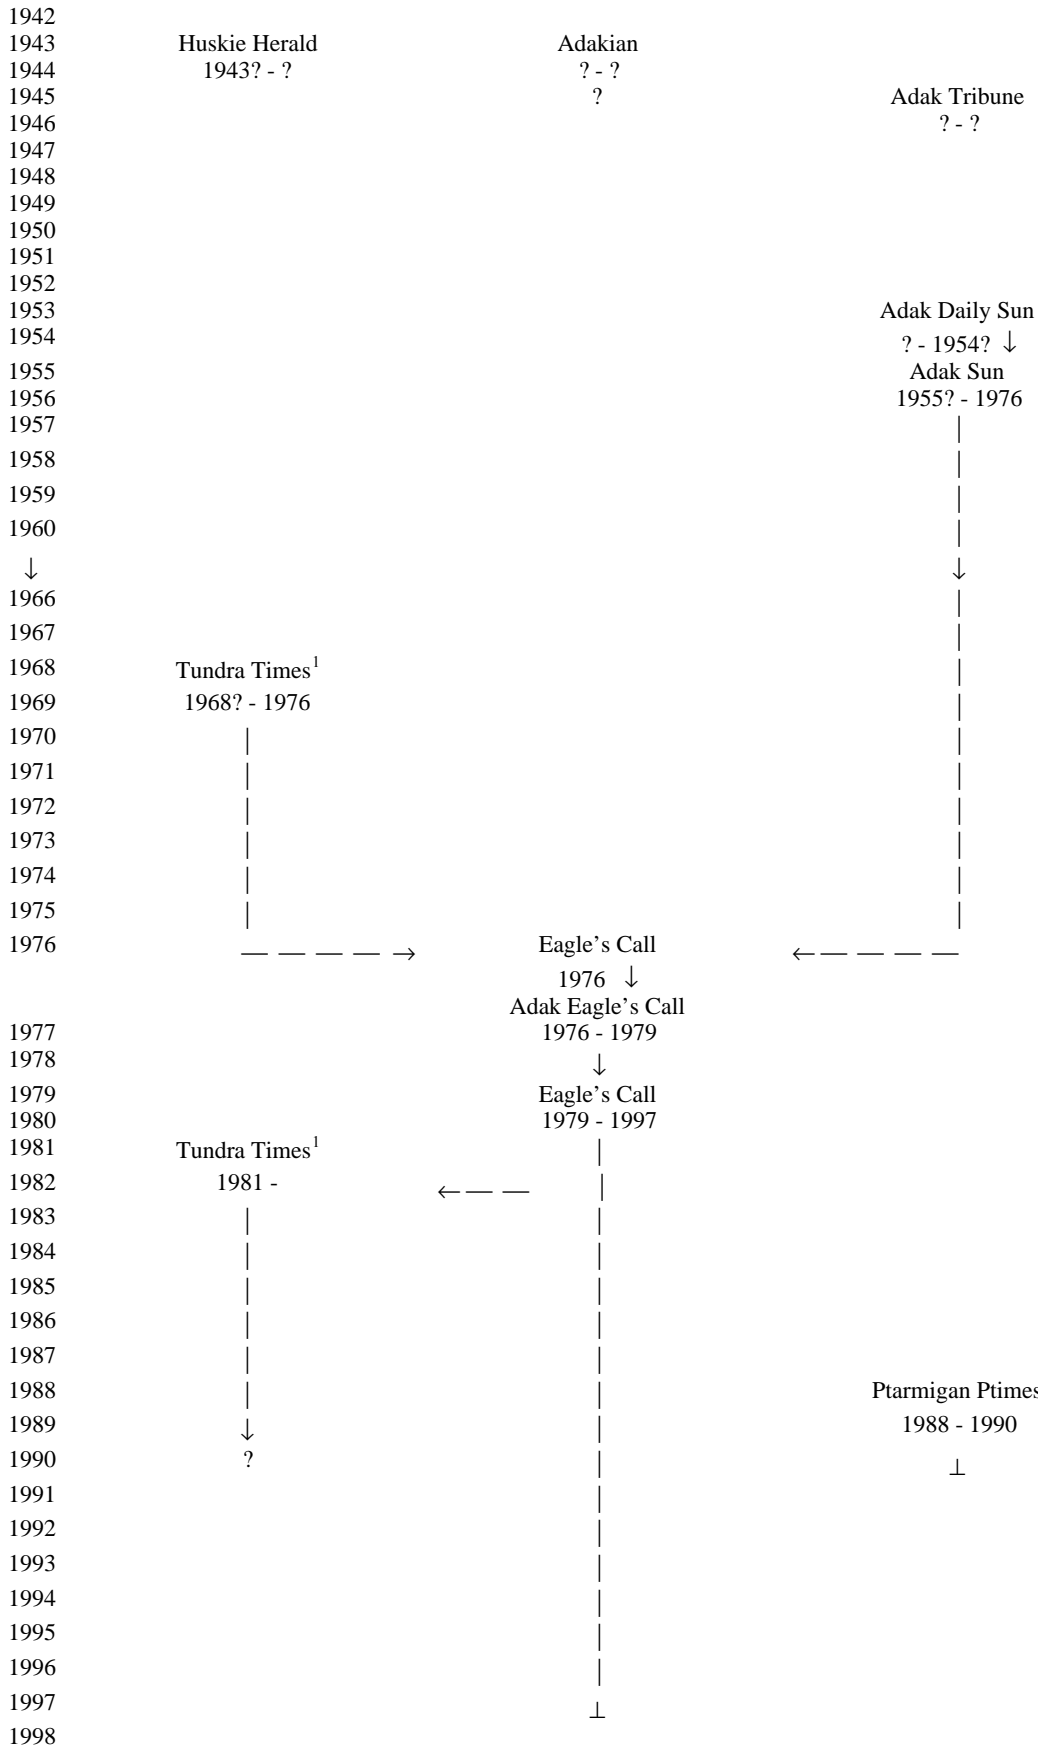 1942
1943 Huskie Herald Adakian
1944 1943? - ? ? - ?
1945 ? Adak Tribune
1946 ? - ?
1947
1948
1949
1950
1951
1952
1953 Adak Daily Sun
1954 ? - 1954? ↓
1955 Adak Sun
1956 1955? - 1976
1957 |
1958 |
1959 |
1960 |
↓ ↓
1966 |
1967 |
1968 Tundra Times¹ |
1969 1968? - 1976 |
1970 | |
1971 | |
1972 | |
1973 | |
1974 | |
1975 | |
1976 — — — — → Eagle's Call ← — — — —
1976 ↓
Adak Eagle's Call
1977 1976 - 1979
1978 ↓
1979 Eagle's Call
1980 1979 - 1997
1981 Tundra Times¹ |
1982 1981 - ← — — |
1983 | |
1984 | |
1985 | |
1986 | |
1987 | |
1988 | | Ptarmigan Ptimes
1989 ↓ | 1988 - 1990
1990 ? | ⊥
1991 |
1992 |
1993 |
1994 |
1995 |
1996 |
1997 ⊥
1998